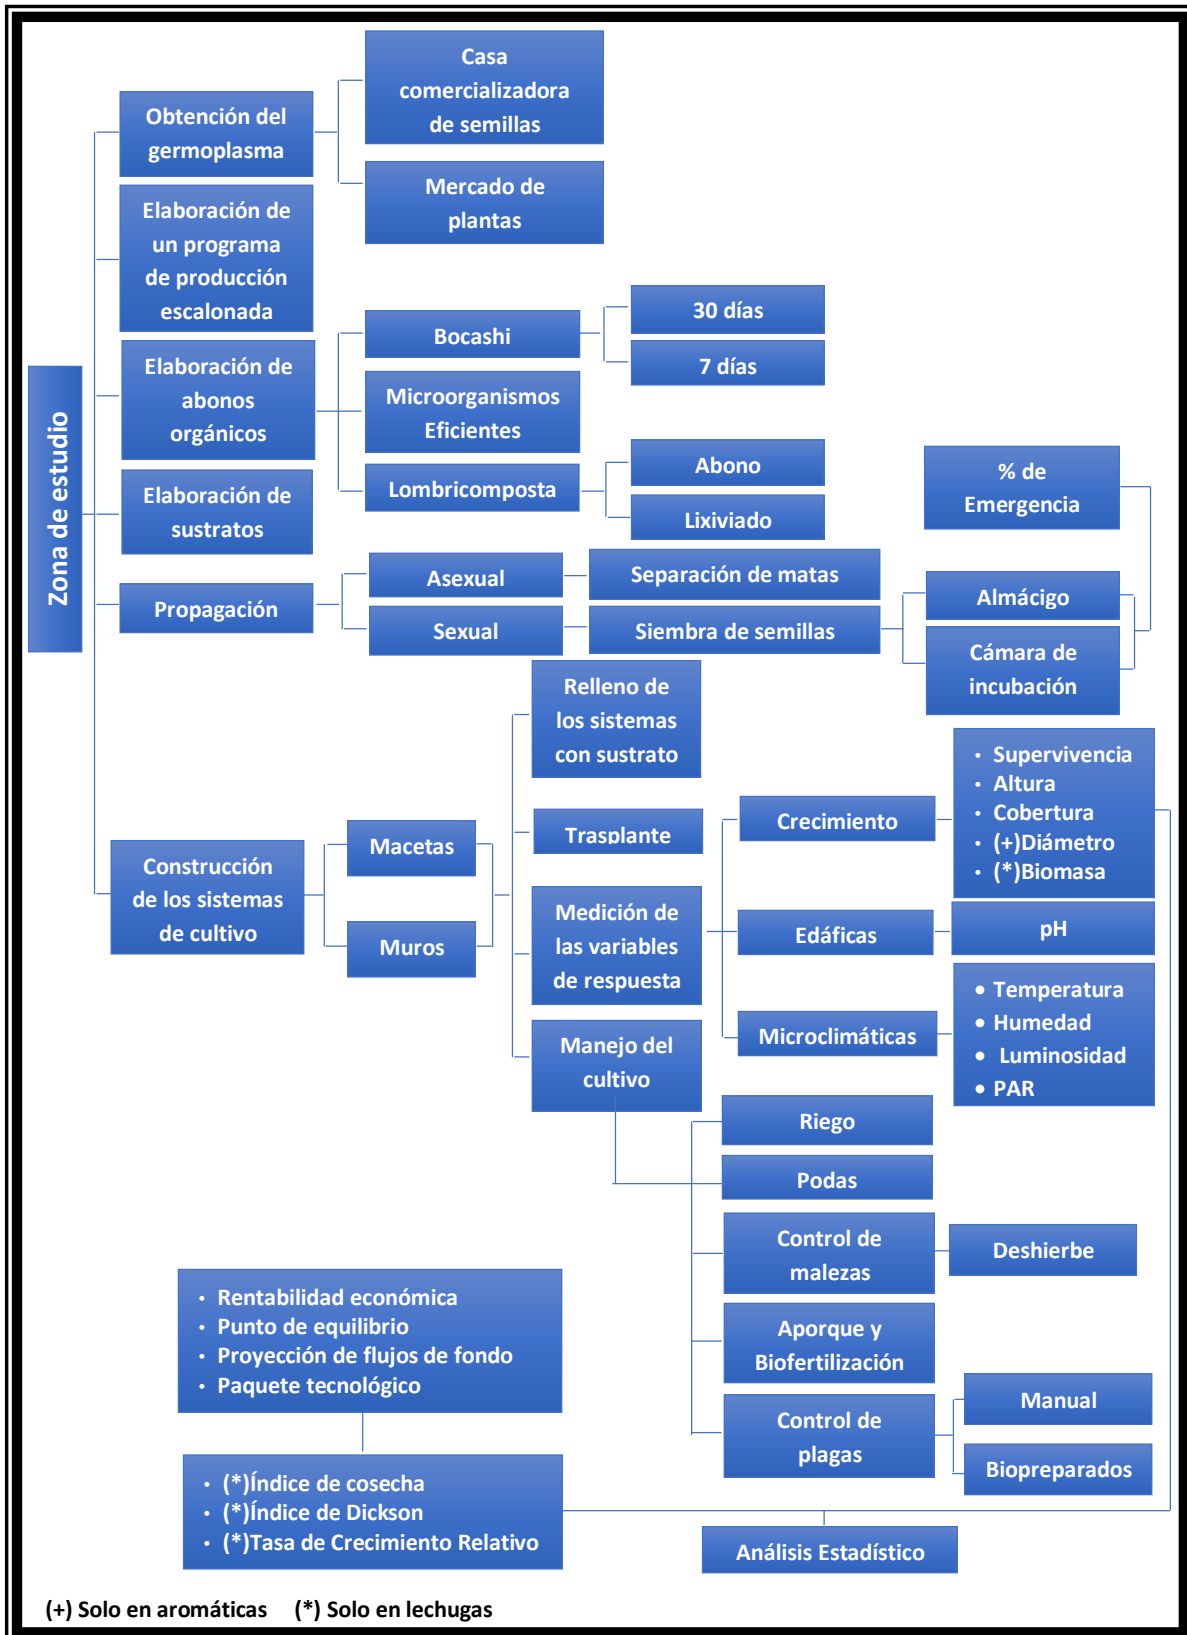 Casa
comercializadora
de semillas
Obtención del
germoplasma
Mercado de
plantas
Elaboración de
un programa
de producción
escalonada
30 días
Bocashi
7 días
Elaboración de
abonos
orgánicos
Microorganismos
Eficientes
Zona de estudio
Abono
Lombricomposta
Lixiviado
% de
Emergencia
Elaboración de
sustratos
Asexual
Separación de matas
Propagación
Almácigo
Sexual
Siembra de semillas
Cámara de
incubación
Relleno de
los sistemas
con sustrato
• Supervivencia
• Altura
• Cobertura
• (+)Diámetro
• (*)Biomasa
Crecimiento
Trasplante
Macetas
Construcción
de los sistemas
de cultivo
Muros
Medición de
las variables
de respuesta
Edáficas
pH
• Temperatura
• Humedad
• Luminosidad
• PAR
Microclimáticas
Manejo del
cultivo
Riego
Podas
Control de
malezas
Deshierbe
• Rentabilidad económica
• Punto de equilibrio
• Proyección de flujos de fondo
• Paquete tecnológico
Aporque y
Biofertilización
Manual
Control de
plagas
Biopreparados
• (*)Índice de cosecha
• (*)Índice de Dickson
• (*)Tasa de Crecimiento Relativo
Análisis Estadístico
(+) Solo en aromáticas (*) Solo en lechugas